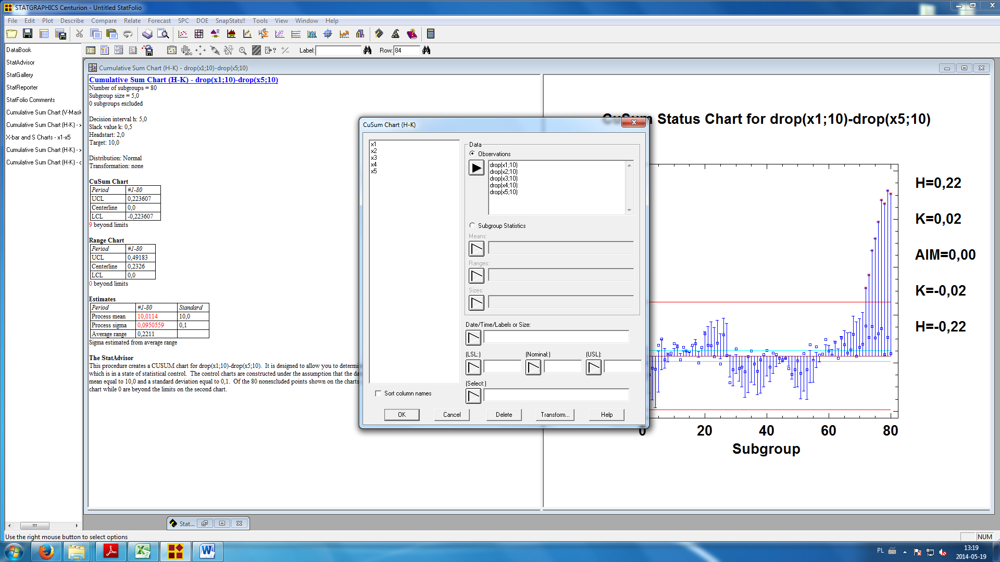 STATGRAPHICS Centurion - Untitled StatFolio
File Edit Plot Describe Compare Relate Forecast SPC DOE SnapStats!! Tools View Window Help
Label: Row: 84
DataBook
StatAdvisor
StatGallery
StatReporter
StatFolio Comments
Cumulative Sum Chart (V-Mask
Cumulative Sum Chart (H-K) - x
X-bar and S Charts - x1-x5
Cumulative Sum Chart (H-K) - x
Cumulative Sum Chart (H-K) - c
Cumulative Sum Chart (H-K) - drop(x1;10)-drop(x5;10)
Cumulative Sum Chart (H-K) - drop(x1;10)-drop(x5;10)
Number of subgroups = 80
Subgroup size = 5,0
0 subgroups excluded
Decision interval h: 5,0
Slack value k: 0,5
Headstart: 2,0
Target: 10,0
Distribution: Normal
Transformation: none
CuSum Chart
Period #1-80
UCL 0,223607
Centerline 0,0
LCL -0,223607
9 beyond limits
Range Chart
Period #1-80
UCL 0,49183
Centerline 0,2326
LCL 0,0
0 beyond limits
Estimates
Period #1-80 Standard
Process mean 10,0114 10,0
Process sigma 0,0950559 0,1
Average range 0,2211
Sigma estimated from average range
The StatAdvisor
This procedure creates a CUSUM chart for drop(x1;10)-drop(x5;10). It is designed to allow you to determi
which is in a state of statistical control. The control charts are constructed under the assumption that the da
mean equal to 10,0 and a standard deviation equal to 0,1. Of the 80 nonexcluded points shown on the charts
chart while 0 are beyond the limits on the second chart.
CuSum Chart (H-K)
x1
x2
x3
x4
x5
Sort column names
Data
Observations
drop(x1;10)
drop(x2;10)
drop(x3;10)
drop(x4;10)
drop(x5;10)
Subgroup Statistics
Means:
Ranges:
Sizes:
Date/Time/Labels or Size:
(LSL:) (Nominal:) (USL):
(Select:)
OK Cancel Delete Transform... Help
CuSum Status Chart for drop(x1;10)-drop(x5;10)
H=0,22
K=0,02
AIM=0,00
K=-0,02
H=-0,22
0 20 40 60 80
Subgroup
Stat...
Use the right mouse button to select options
NUM
PL
13:19
2014-05-19